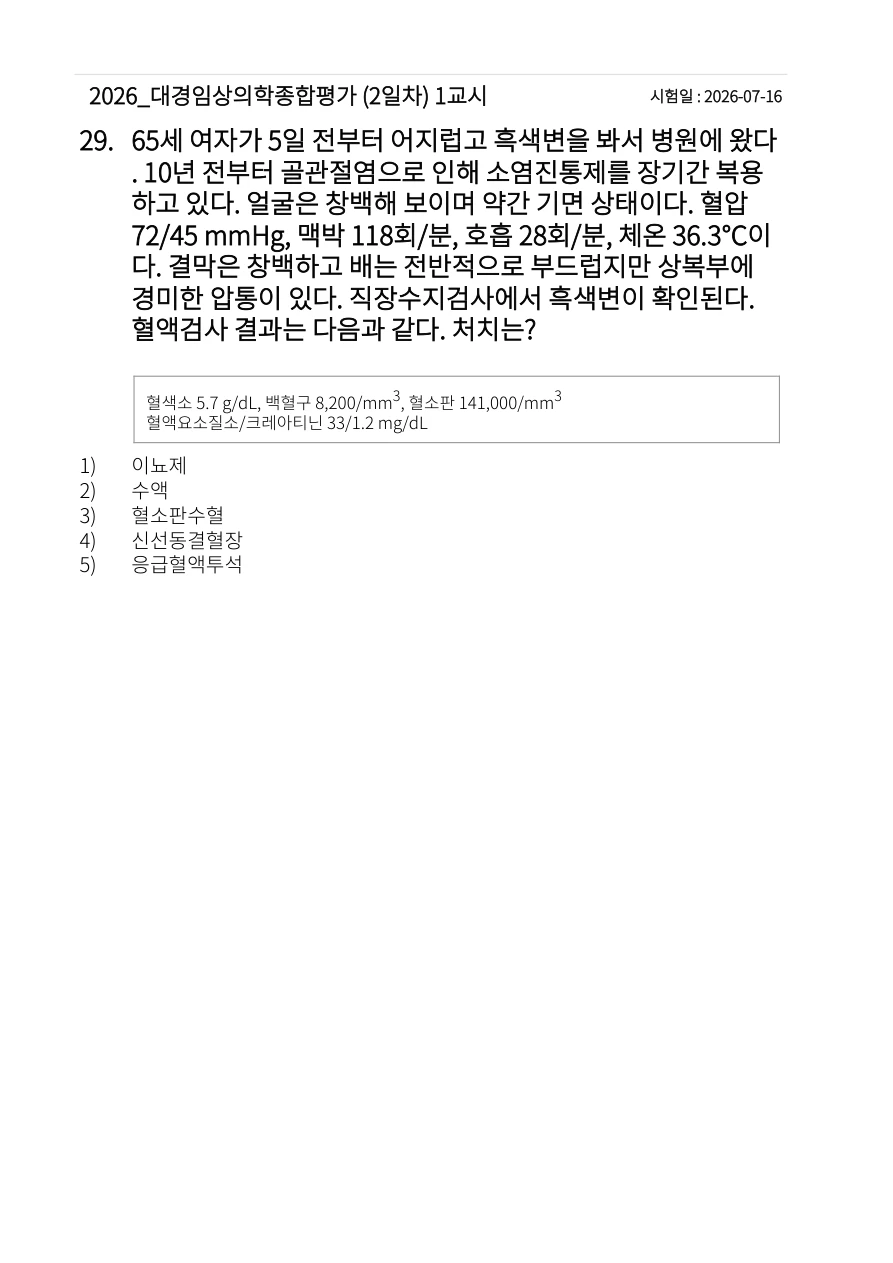 2026_대경임상의학종합평가 (2일차) 1교시
시험일 : 2026-07-16
29. 65세 여자가 5일 전부터 어지럽고 흑색변을 봐서 병원에 왔다
. 10년 전부터 골관절염으로 인해 소염진통제를 장기간 복용
하고 있다. 얼굴은 창백해 보이며 약간 기면 상태이다. 혈압
72/45 mmHg, 맥박 118회/분, 호흡 28회/분, 체온 36.3℃이
다. 결막은 창백하고 배는 전반적으로 부드럽지만 상복부에
경미한 압통이 있다. 직장수지검사에서 흑색변이 확인된다.
혈액검사 결과는 다음과 같다. 처치는?
혈색소 5.7 g/dL, 백혈구 8,200/mm³, 혈소판 141,000/mm³
혈액요소질소/크레아티닌 33/1.2 mg/dL
1) 이뇨제
2) 수액
3) 혈소판수혈
4) 신선동결혈장
5) 응급혈액투석